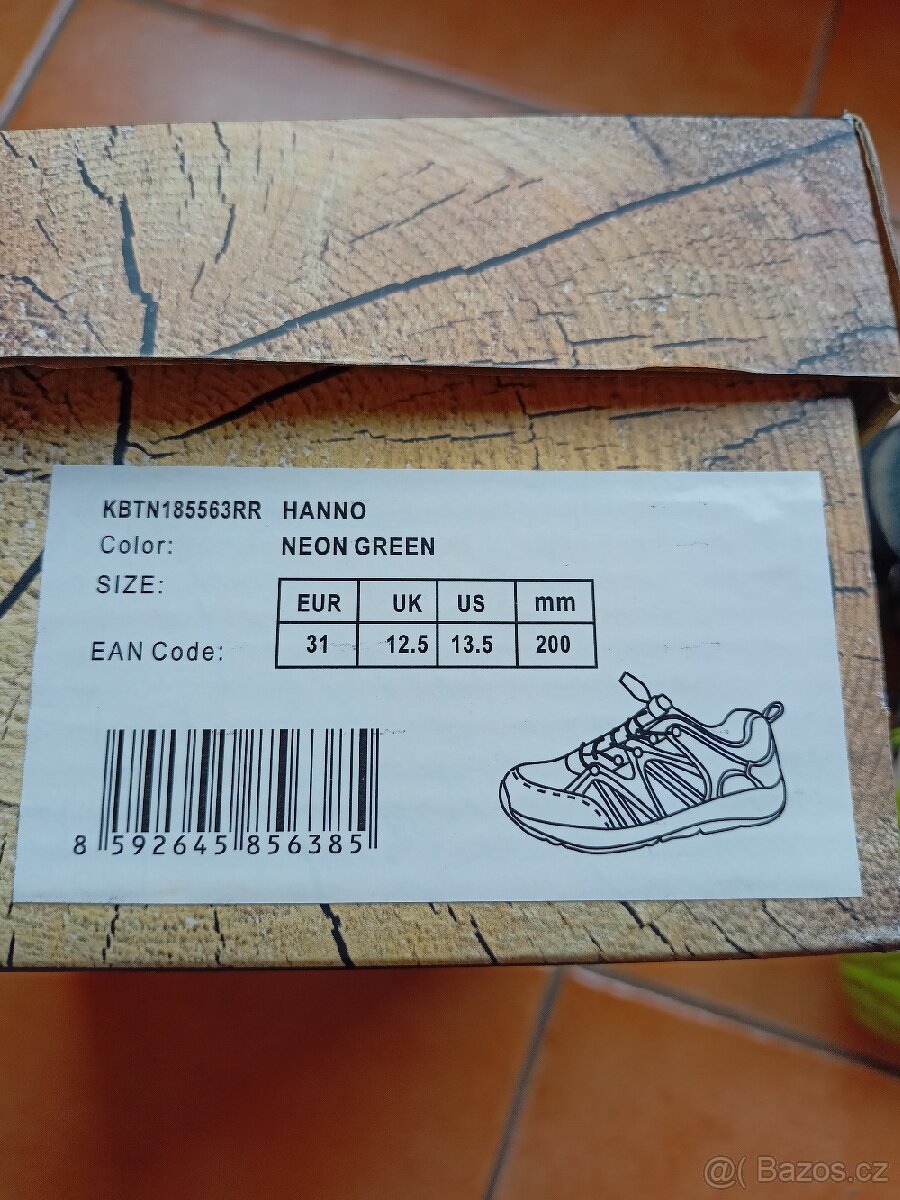 KBTN185563RR HANNO
Color: NEON GREEN
SIZE:
EUR UK US mm
31 12.5 13.5 200
EAN Code:
8 592645 856385
@( Bazos.cz